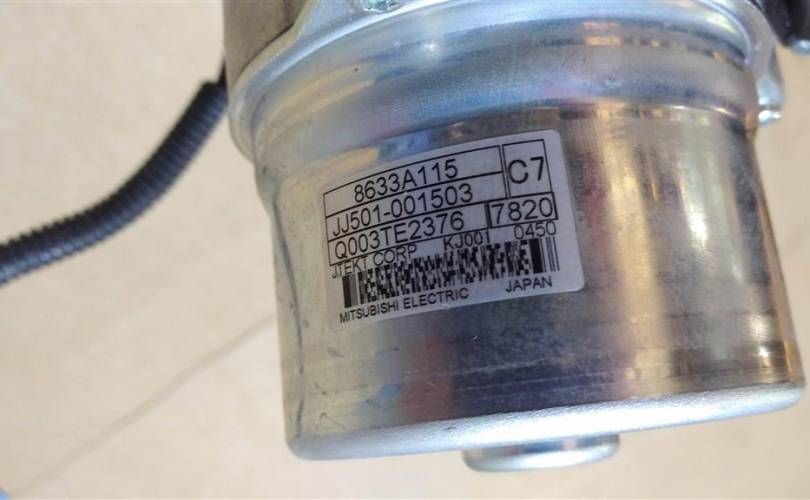 8633A115 C7
JJ501-001503
Q003TE2376 7820
JTEKT CORP KJ001 0450
MITSUBISHI ELECTRIC JAPAN